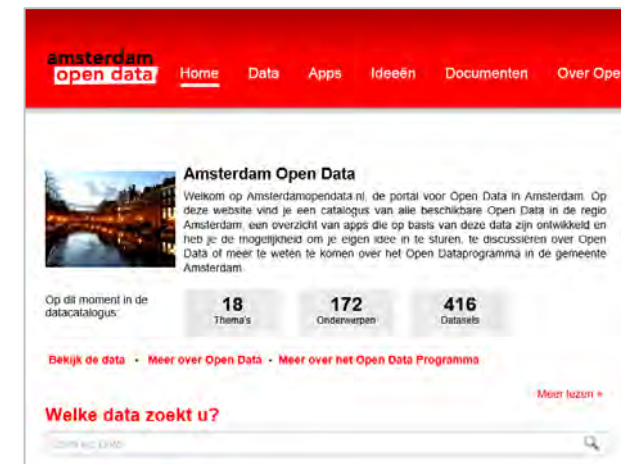 amsterdam
open data
Home Data Apps Ideeën Documenten Over Ope
Amsterdam Open Data
Welkom op Amsterdamopendata.nl, de portal voor Open Data in Amsterdam. Op
deze website vind je een catalogus van alle beschikbare Open Data in de regio
Amsterdam, een overzicht van apps die op basis van deze data zijn ontwikkeld en
heb je de mogelijkheid om je eigen idee in te sturen, te discussiëren over Open
Data of meer te weten te komen over het Open Dataprogramma in de gemeente
Amsterdam.
Op dit moment in de
datacatalogus:
18 172 416
Thema's Onderwerpen Datasets
Bekijk de data - Meer over Open Data - Meer over het Open Data Programma
Meer lezen »
Welke data zoekt u?